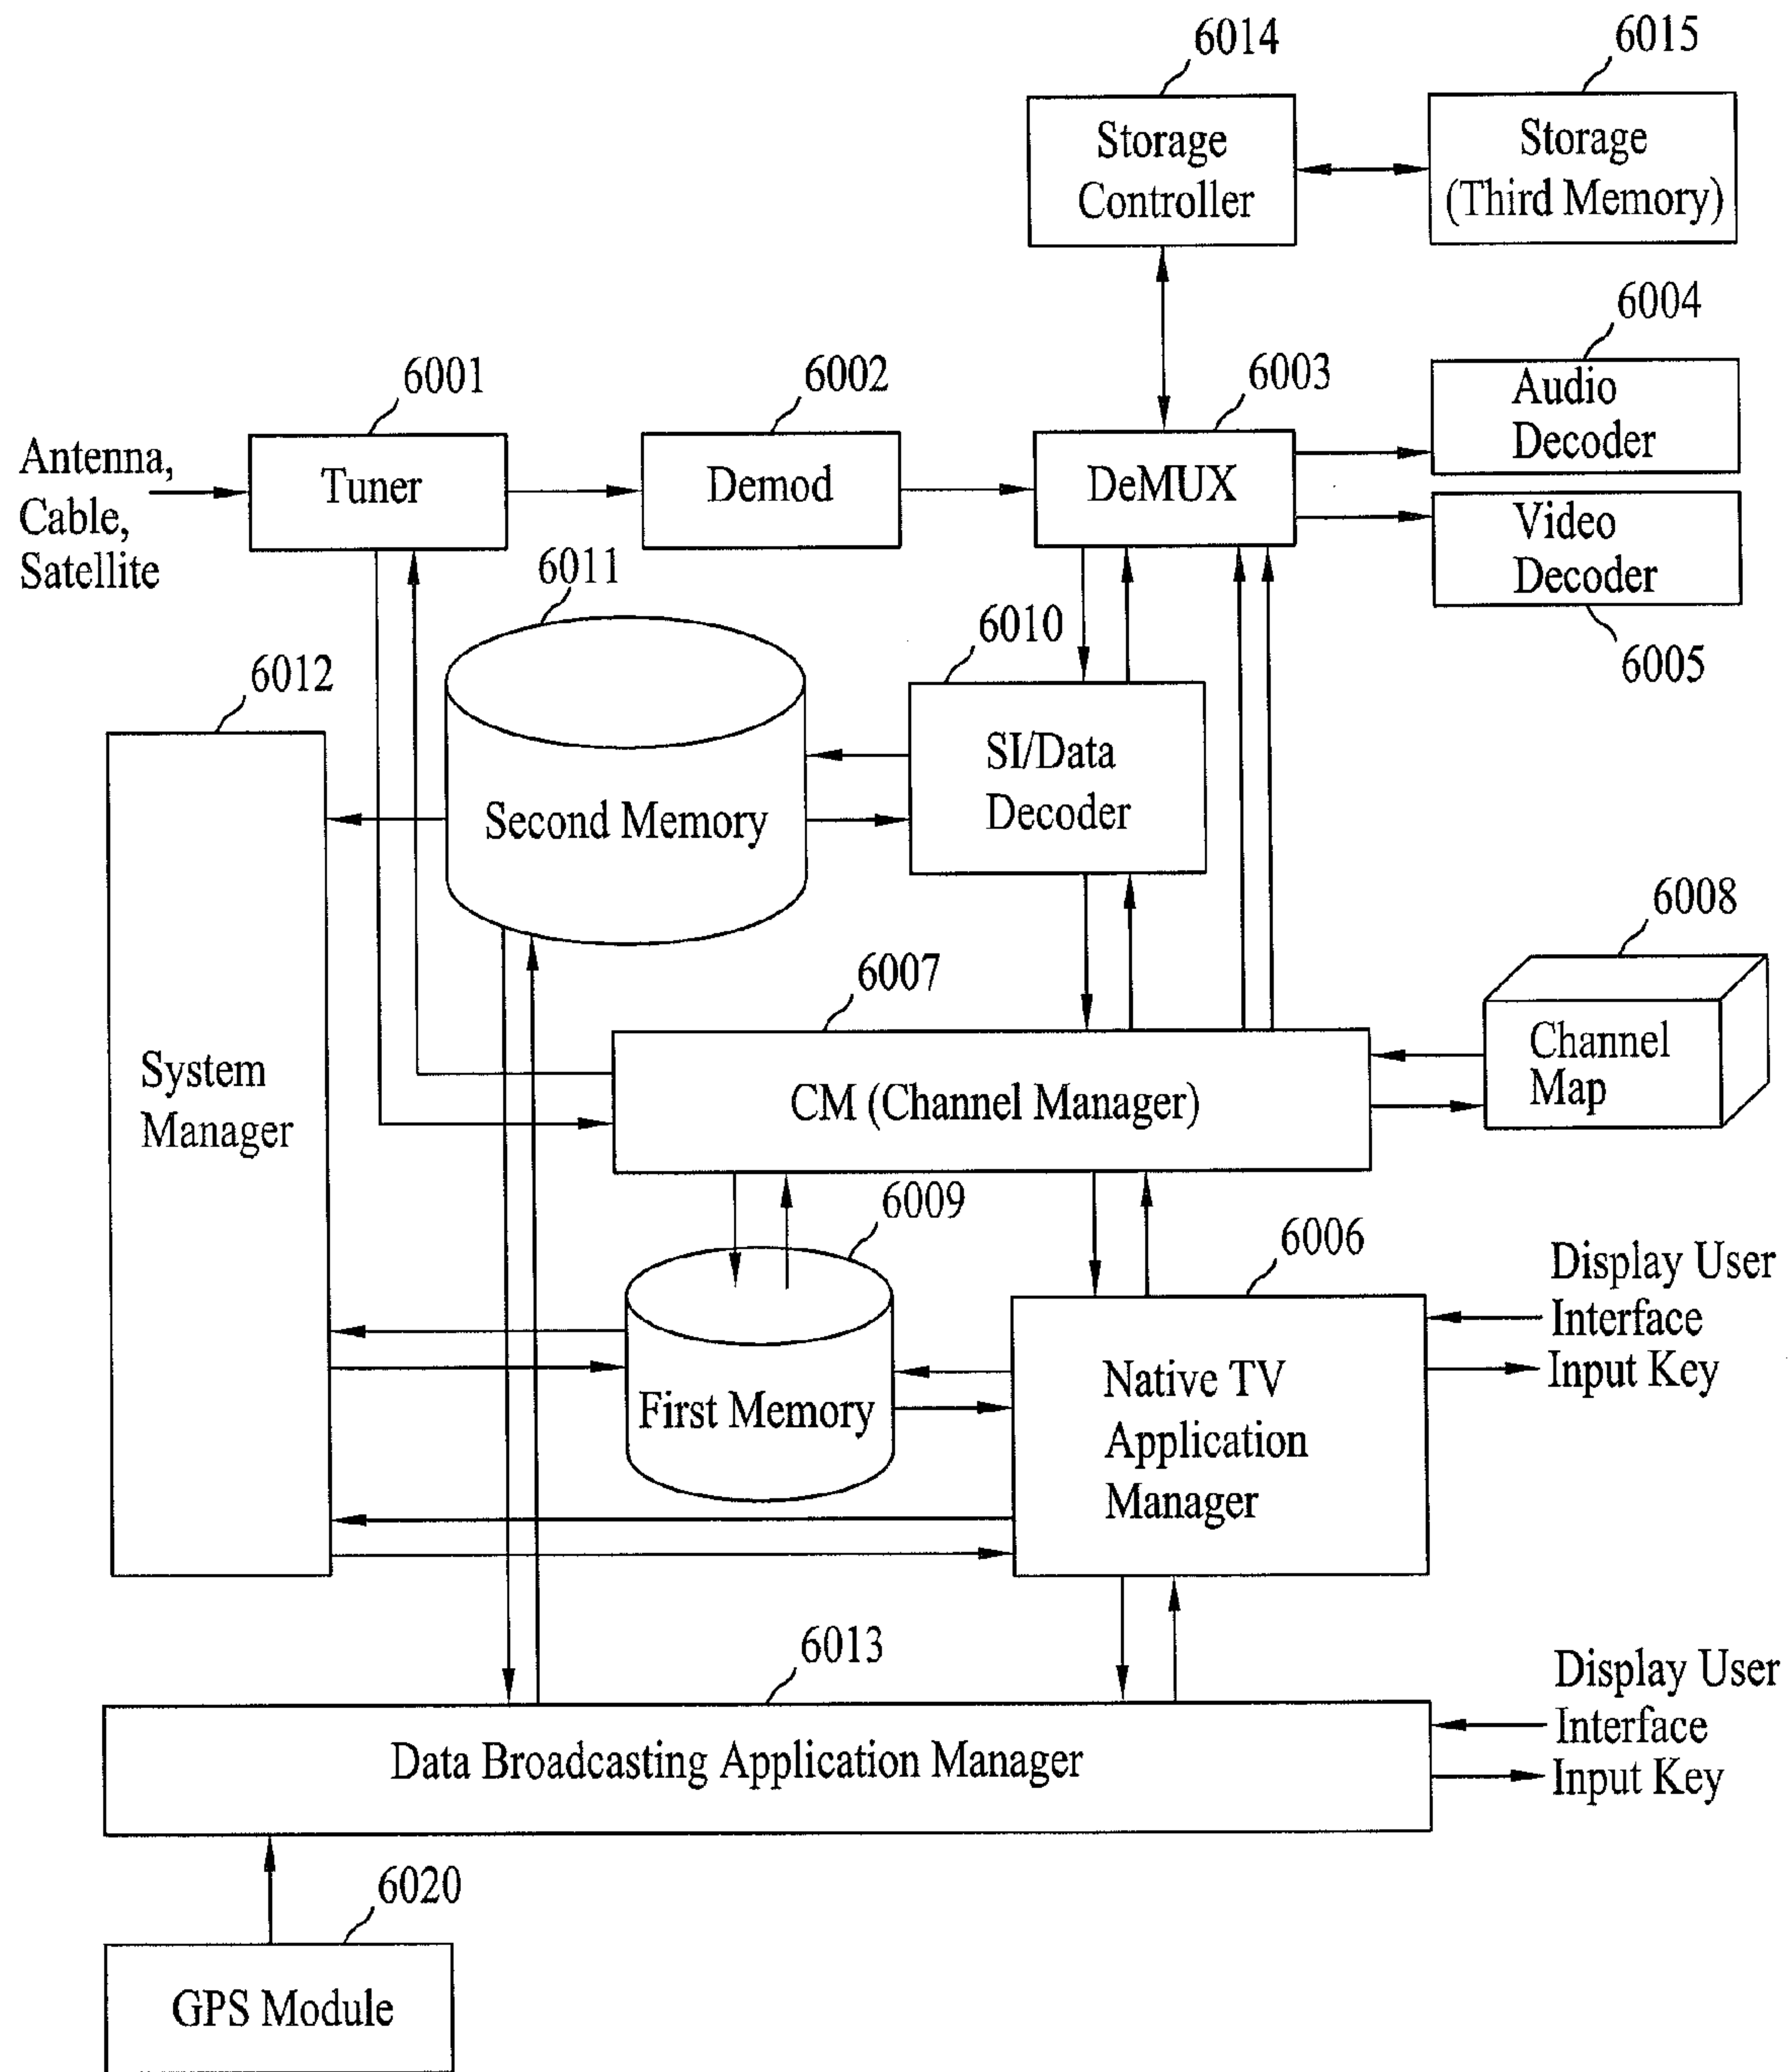 6014
6015
Storage
Controller
Storage
(Third Memory)
6004
6001
6002
6003
Audio
Decoder
Antenna,
Cable,
Satellite
Tuner
Demod
DeMUX
Video
Decoder
6005
6011
6010
6012
SI/Data
Decoder
Second Memory
6008
6007
Channel
Map
System
Manager
CM (Channel Manager)
6009
6006
Display User
Interface
Input Key
First Memory
Native TV
Application
Manager
6013
Display User
Interface
Input Key
Data Broadcasting Application Manager
6020
GPS Module